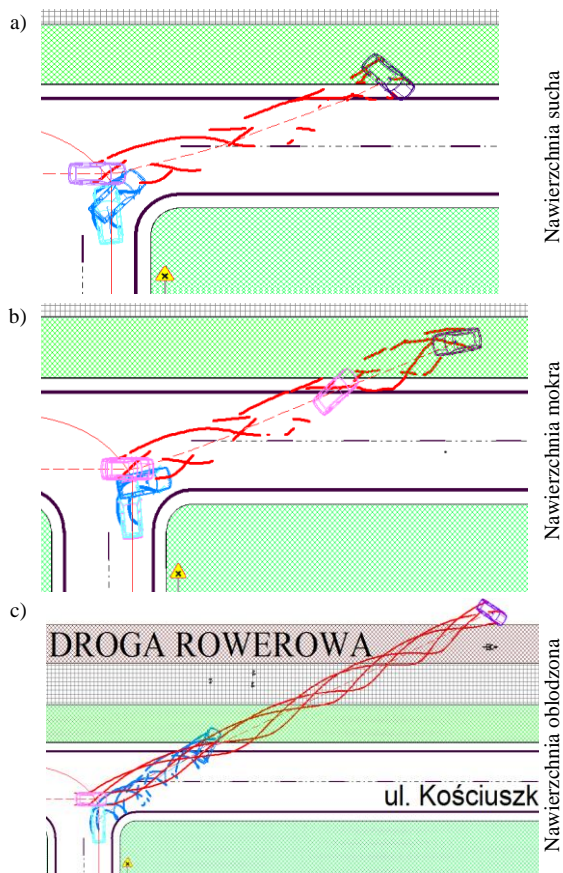 a)
Nawierzchnia sucha
b)
Nawierzchnia mokra
c)
DROGA ROWEROWA
ul. Kościuszk
Nawierzchnia oblodzona